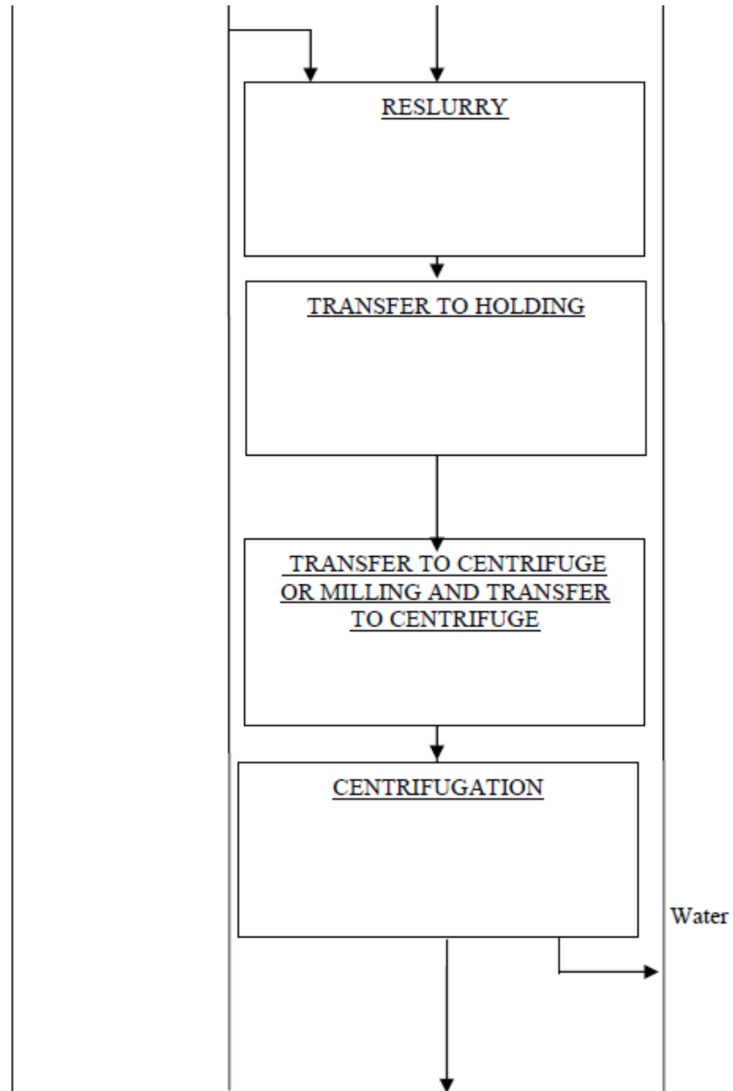 RESLURRY
TRANSFER TO HOLDING
TRANSFER TO CENTRIFUGE
OR MILLING AND TRANSFER
TO CENTRIFUGE
CENTRIFUGATION
Water